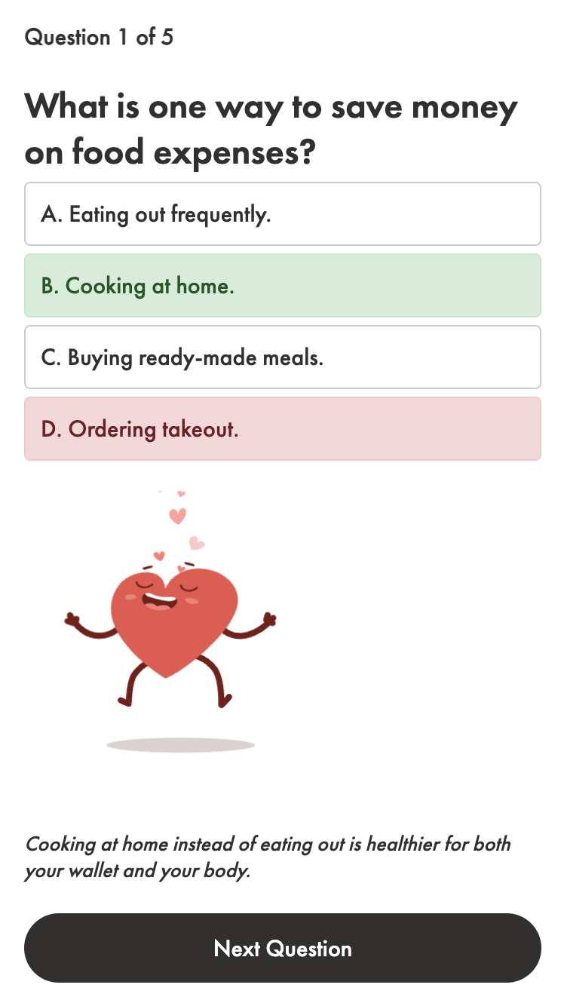 Question 1 of 5
What is one way to save money
on food expenses?
A. Eating out frequently.
B. Cooking at home.
C. Buying ready-made meals.
D. Ordering takeout.
Cooking at home instead of eating out is healthier for both
your wallet and your body.
Next Question